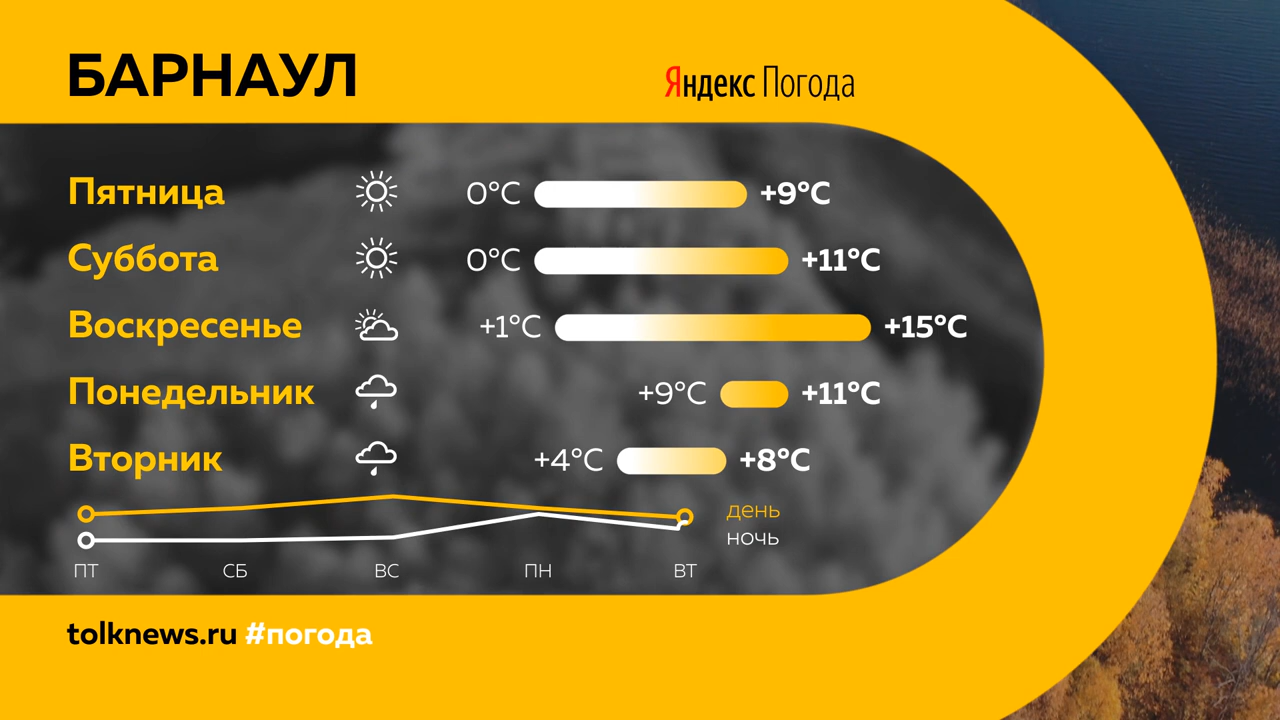 БАРНАУЛ
Яндекс Погода
Пятница 0°C +9°C
Суббота 0°C +11°C
Воскресенье +1°C +15°C
Понедельник +9°C +11°C
Вторник +4°C +8°C
день
ночь
ПТ СБ ВС ПН ВТ
tolknews.ru #погода